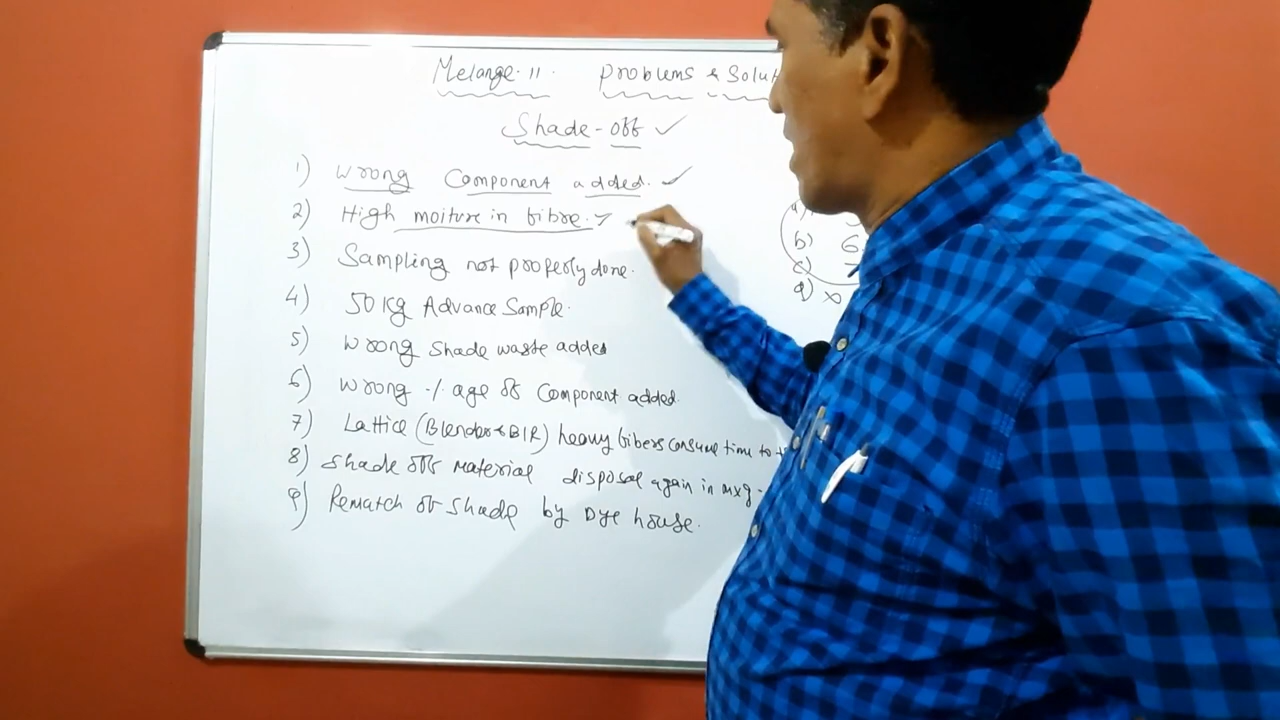 Melange. 11. Problems & Solut
Shade-off ✓
1) Wrong Component added. ✓
2) High moiture in fibre.
3) Sampling not properly done.
4) 50 Kg Advance Sample.
5) Wrong Shade waste added
6) Wrong %age of Component added.
7) Lattice (Blender & BIR) heavy fibers consume time to
8) Shade off material disposal again in mxg-
9) Rematch of Shade by Dye house.
a)
b) 6
c)
d)